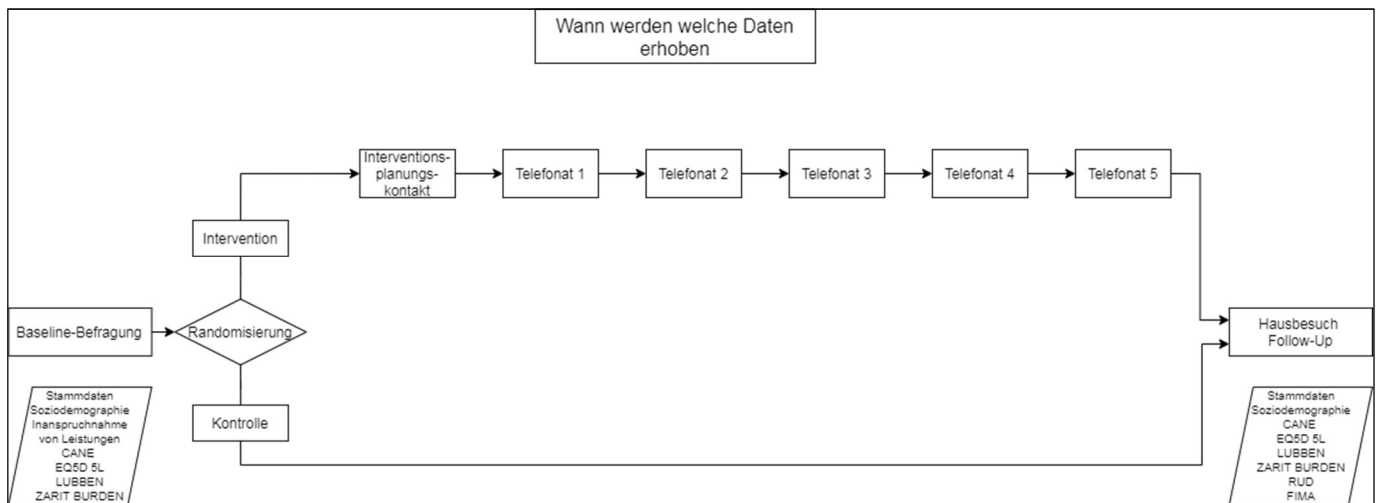 Wann werden welche Daten
erhoben
Interventions-
planungs-
kontakt
Telefonat 1
Telefonat 2
Telefonat 3
Telefonat 4
Telefonat 5
Intervention
Baseline-Befragung
Randomisierung
Hausbesuch
Follow-Up
Kontrolle
Stammdaten
Soziodemographie
Inanspruchnahme
von Leistungen
CANE
EQ5D 5L
LUBBEN
ZARIT BURDEN
Stammdaten
Soziodemographie
CANE
EQ5D 5L
LUBBEN
ZARIT BURDEN
RUD
FIMA